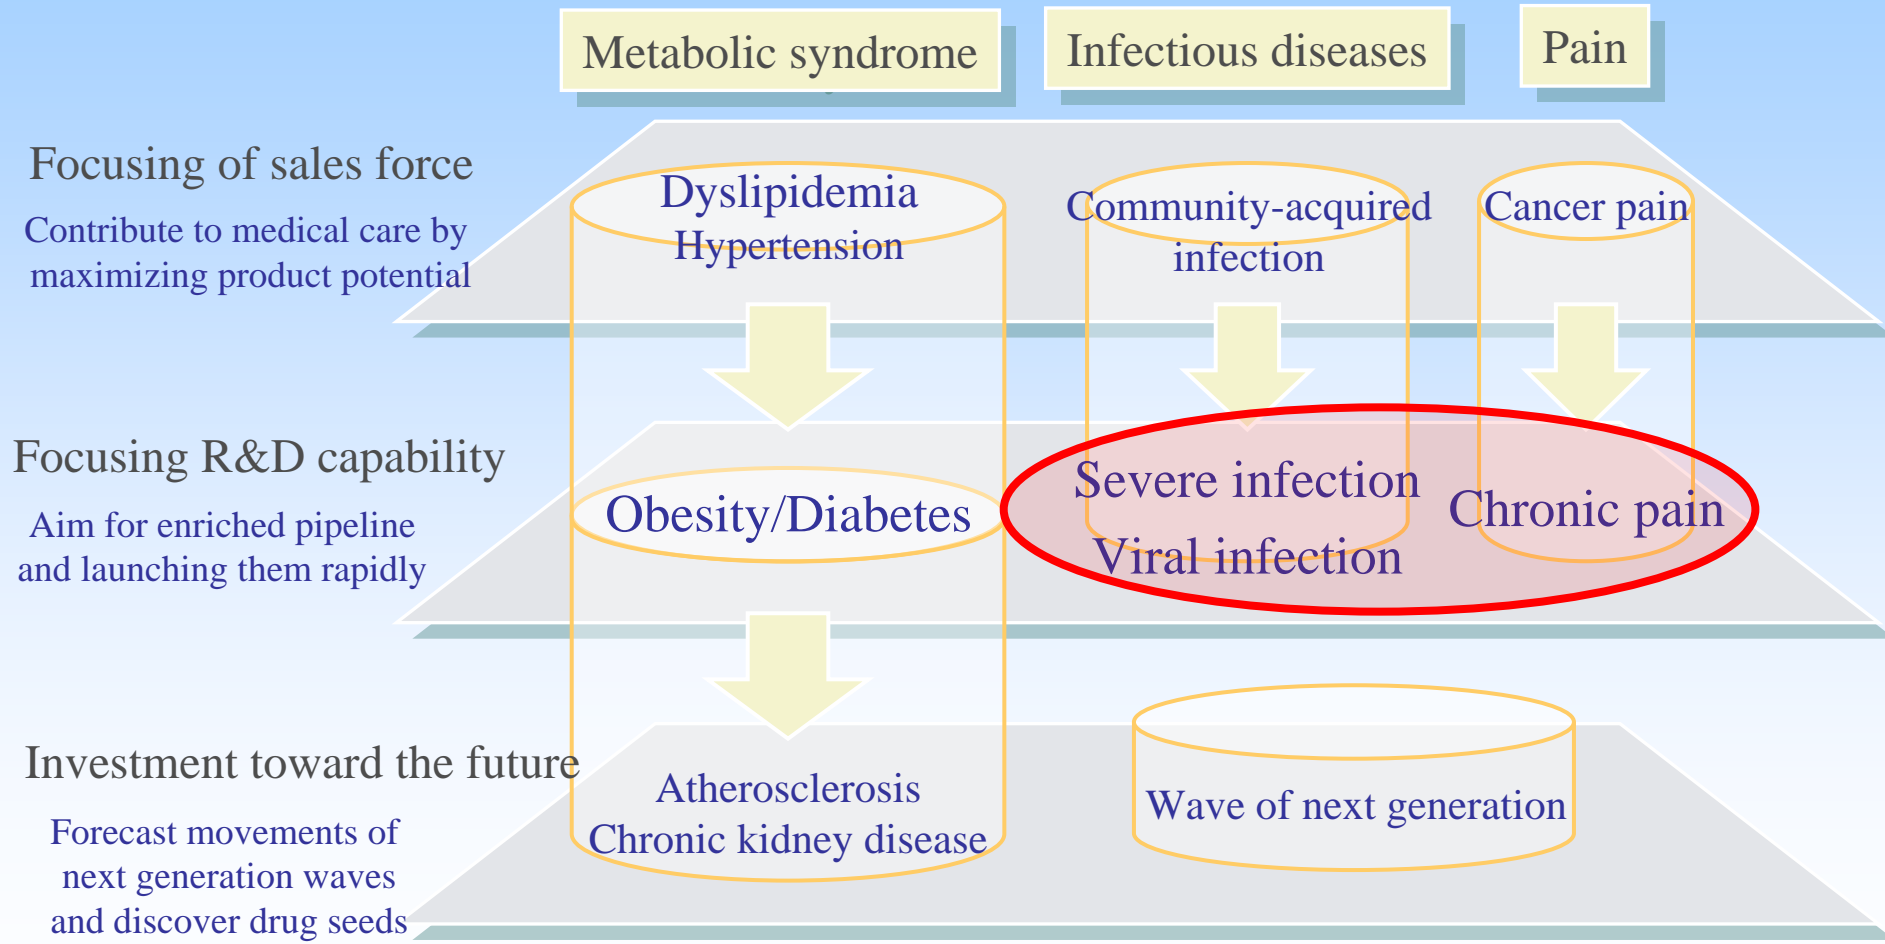 Metabolic syndrome
Infectious diseases
Pain
Focusing of sales force
Contribute to medical care by
maximizing product potential
Dyslipidemia
Hypertension
Community-acquired
infection
Cancer pain
Focusing R&D capability
Aim for enriched pipeline
and launching them rapidly
Obesity/Diabetes
Severe infection
Viral infection
Chronic pain
Investment toward the future
Forecast movements of
next generation waves
and discover drug seeds
Atherosclerosis
Chronic kidney disease
Wave of next generation